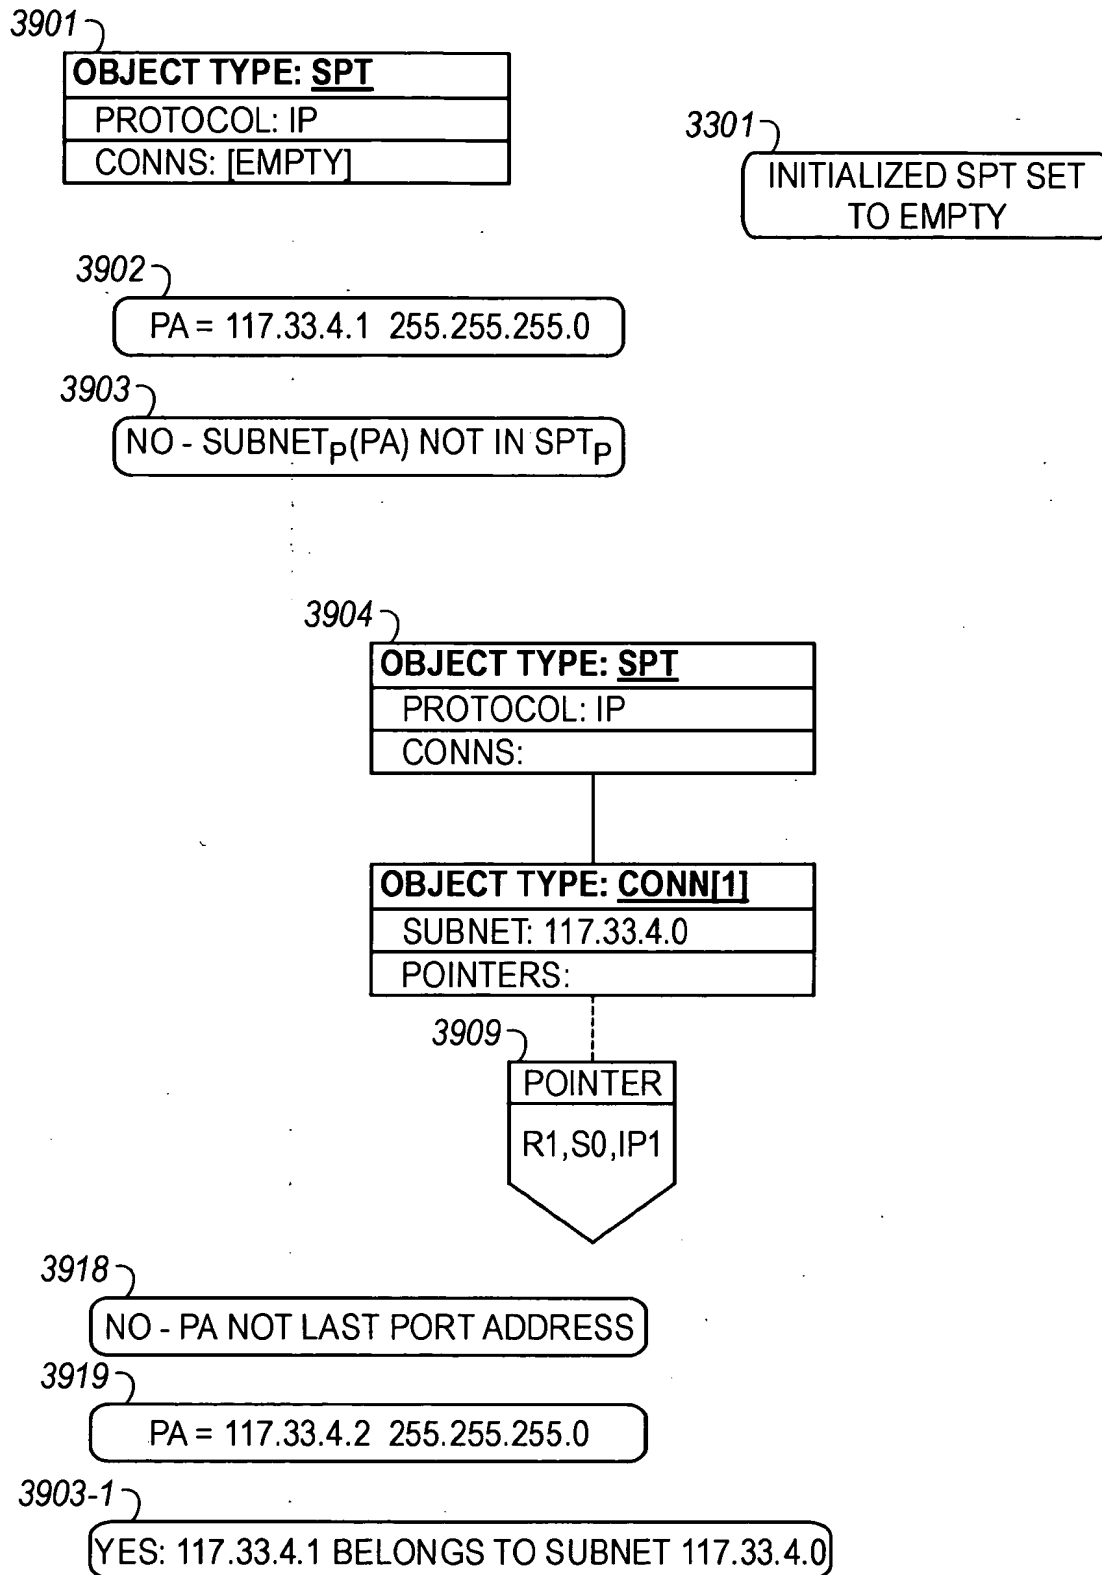 3901
OBJECT TYPE: SPT
PROTOCOL: IP
CONNS: [EMPTY]
3301
INITIALIZED SPT SET
TO EMPTY
3902
PA = 117.33.4.1 255.255.255.0
3903
NO - SUBNETP(PA) NOT IN SPTP
3904
OBJECT TYPE: SPT
PROTOCOL: IP
CONNS:
OBJECT TYPE: CONN[1]
SUBNET: 117.33.4.0
POINTERS:
3909
POINTER
R1,S0,IP1
3918
NO - PA NOT LAST PORT ADDRESS
3919
PA = 117.33.4.2 255.255.255.0
3903-1
YES: 117.33.4.1 BELONGS TO SUBNET 117.33.4.0